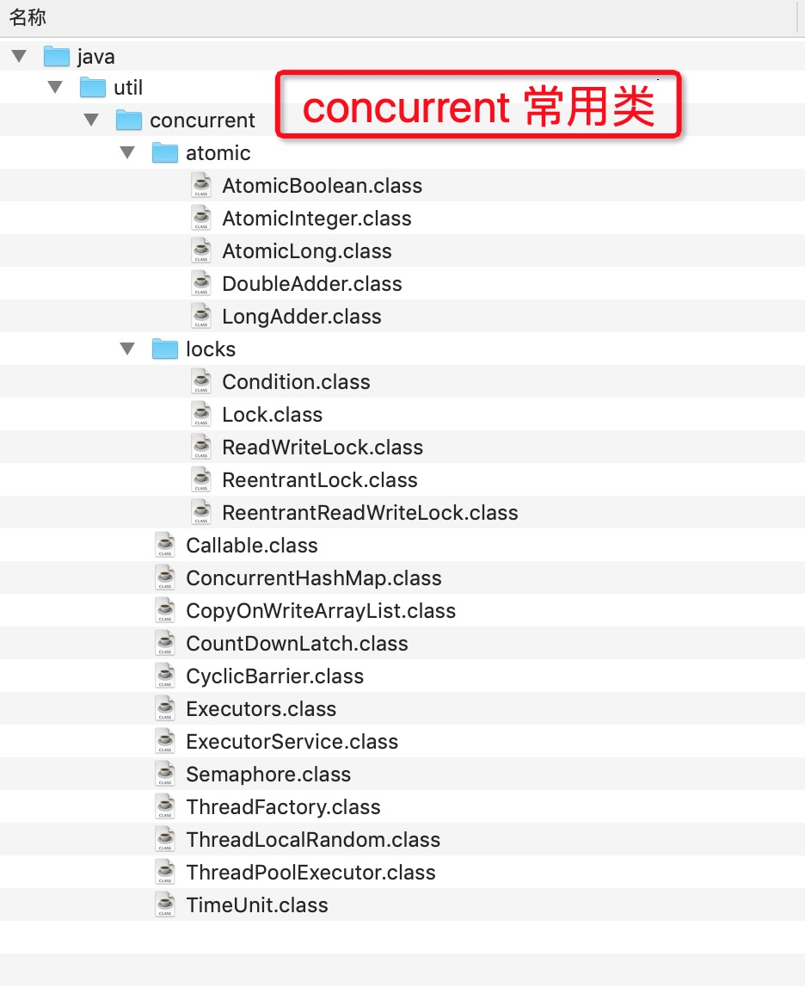 名称
java
util
concurrent
concurrent 常用类
atomic
AtomicBoolean.class
AtomicInteger.class
AtomicLong.class
DoubleAdder.class
LongAdder.class
locks
Condition.class
Lock.class
ReadWriteLock.class
ReentrantLock.class
ReentrantReadWriteLock.class
Callable.class
ConcurrentHashMap.class
CopyOnWriteArrayList.class
CountDownLatch.class
CyclicBarrier.class
Executors.class
ExecutorService.class
Semaphore.class
ThreadFactory.class
ThreadLocalRandom.class
ThreadPoolExecutor.class
TimeUnit.class